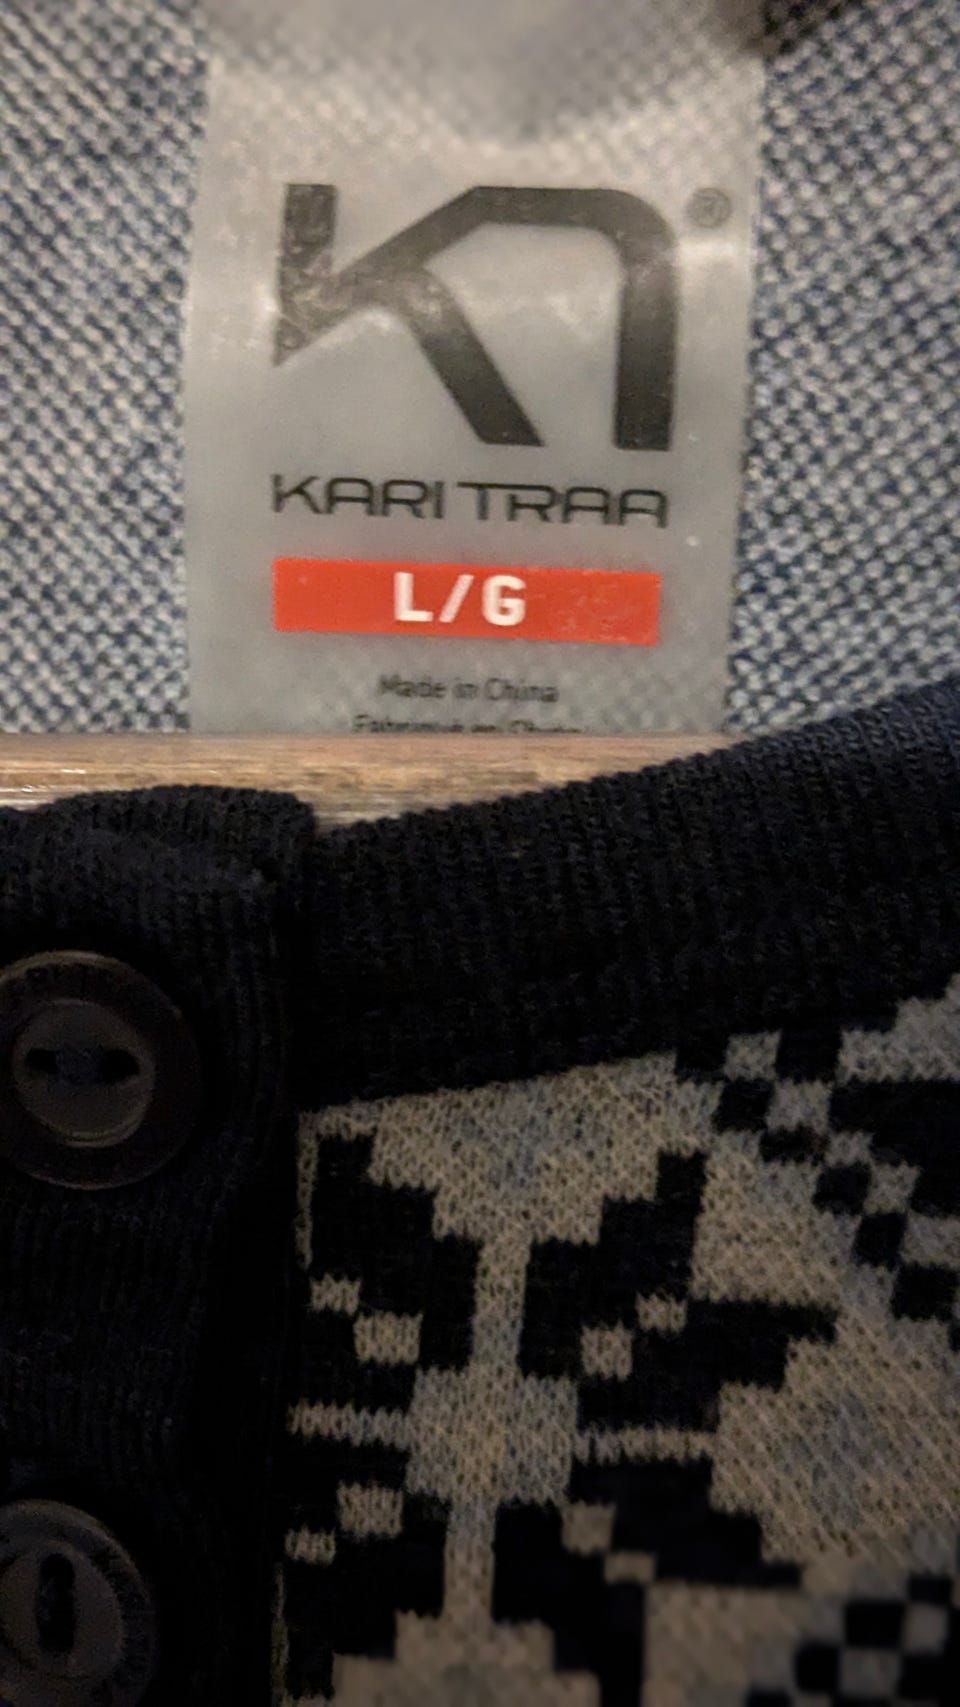 ®
KARI TRAA
L/G
Made in China